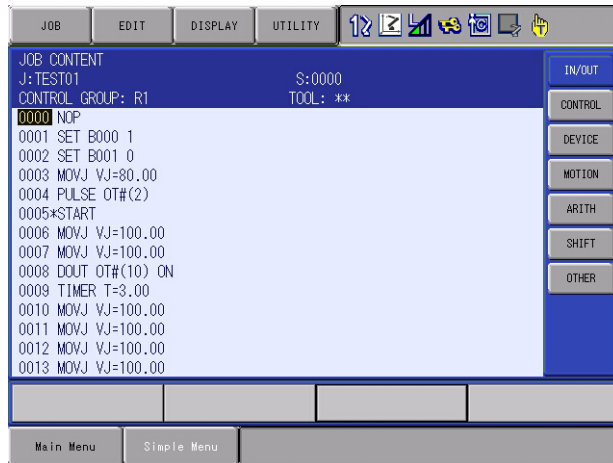 JOB EDIT DISPLAY UTILITY
JOB CONTENT
J:TEST01 S:0000
CONTROL GROUP: R1 TOOL: **
0000 NOP
0001 SET B000 1
0002 SET B001 0
0003 MOVJ VJ=80.00
0004 PULSE OT#(2)
0005*START
0006 MOVJ VJ=100.00
0007 MOVJ VJ=100.00
0008 DOUT OT#(10) ON
0009 TIMER T=3.00
0010 MOVJ VJ=100.00
0011 MOVJ VJ=100.00
0012 MOVJ VJ=100.00
0013 MOVJ VJ=100.00
IN/OUT
CONTROL
DEVICE
MOTION
ARITH
SHIFT
OTHER
Main Menu Simple Menu